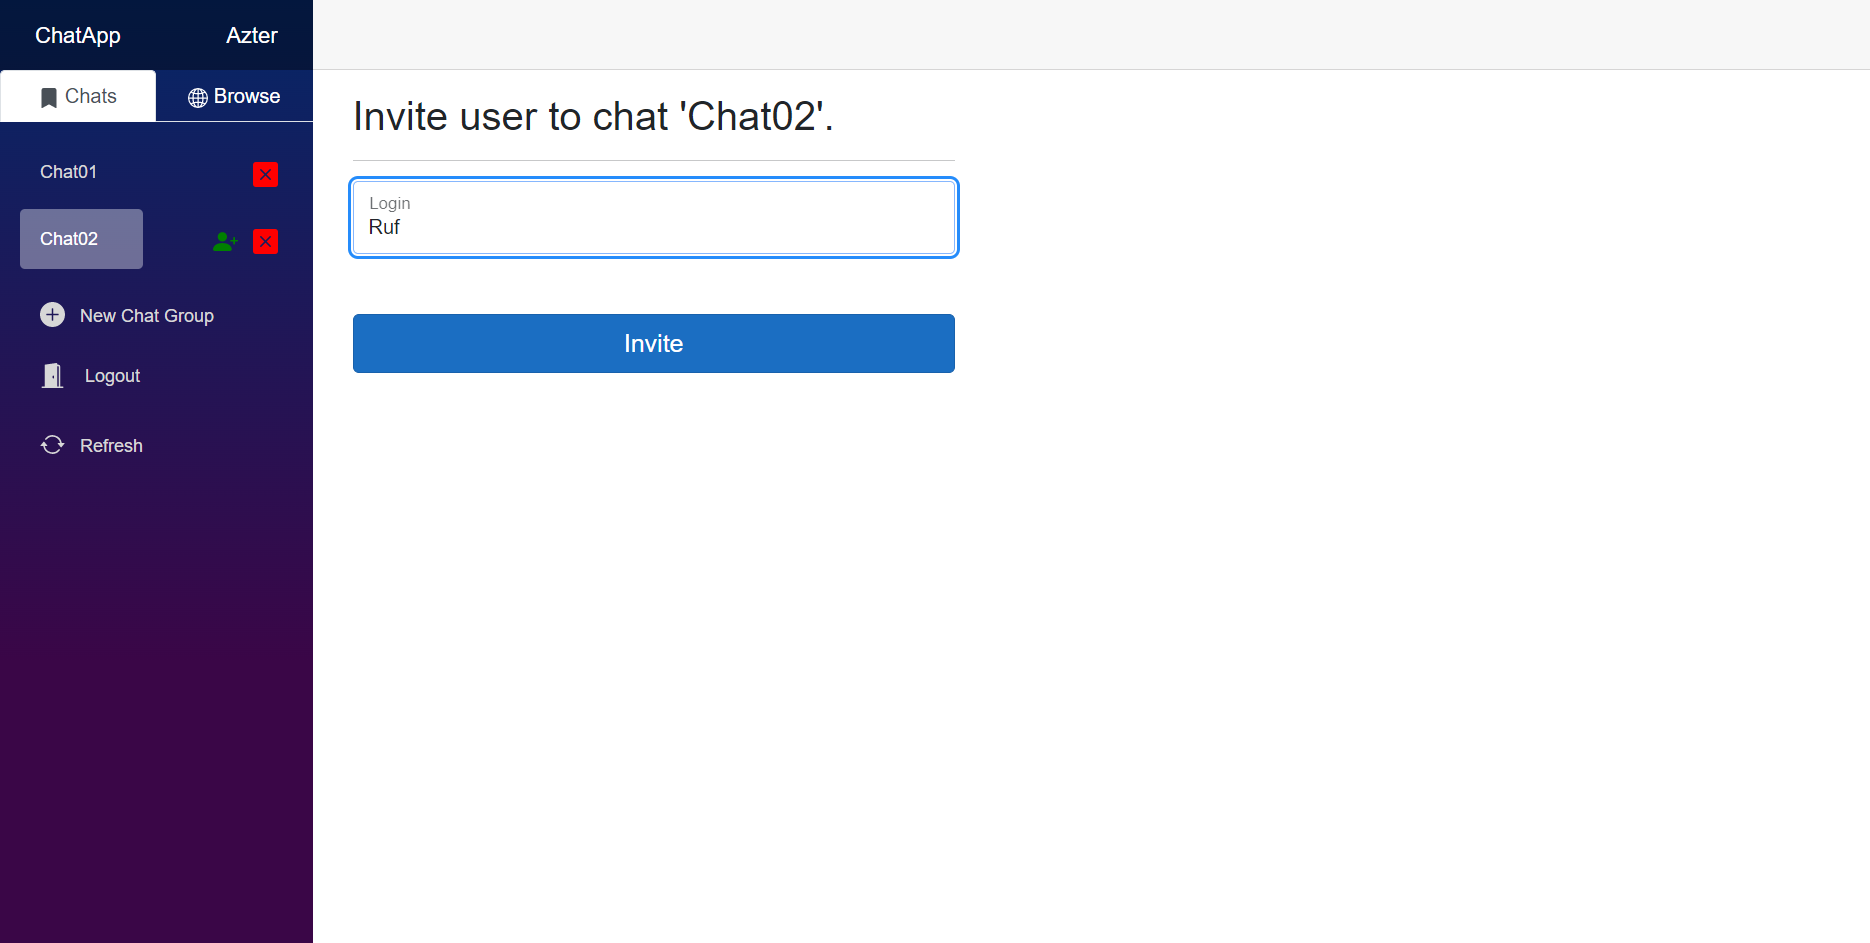 ChatApp
Azter
Chats
Browse
Chat01
Chat02
New Chat Group
Logout
Refresh
Invite user to chat 'Chat02'.
Login
Ruf
Invite